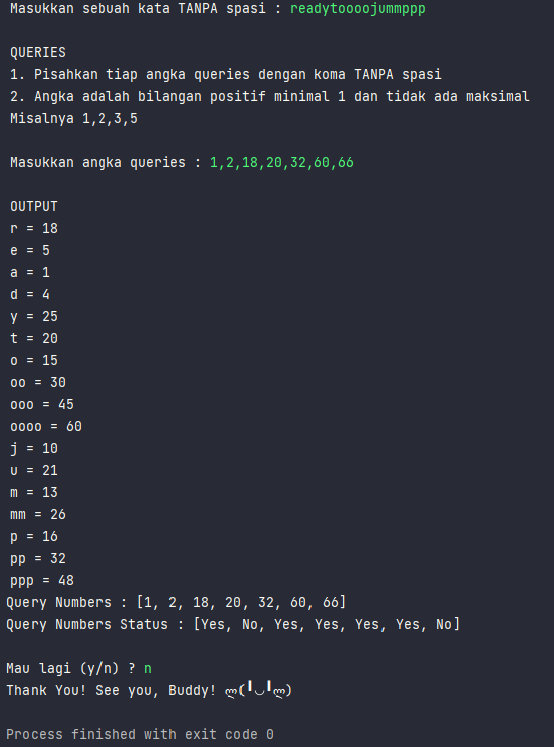 Masukkan sebuah kata TANPA spasi : readytoooojummppp
QUERIES
1. Pisahkan tiap angka queries dengan koma TANPA spasi
2. Angka adalah bilangan positif minimal 1 dan tidak ada maksimal
Misalnya 1,2,3,5
Masukkan angka queries : 1,2,18,20,32,60,66
OUTPUT
r = 18
e = 5
a = 1
d = 4
y = 25
t = 20
o = 15
oo = 30
ooo = 45
oooo = 60
j = 10
u = 21
m = 13
mm = 26
p = 16
pp = 32
ppp = 48
Query Numbers : [1, 2, 18, 20, 32, 60, 66]
Query Numbers Status : [Yes, No, Yes, Yes, Yes, Yes, No]
Mau lagi (y/n) ? n
Thank You! See you, Buddy! ლ(╹◡╹ლ)
Process finished with exit code 0